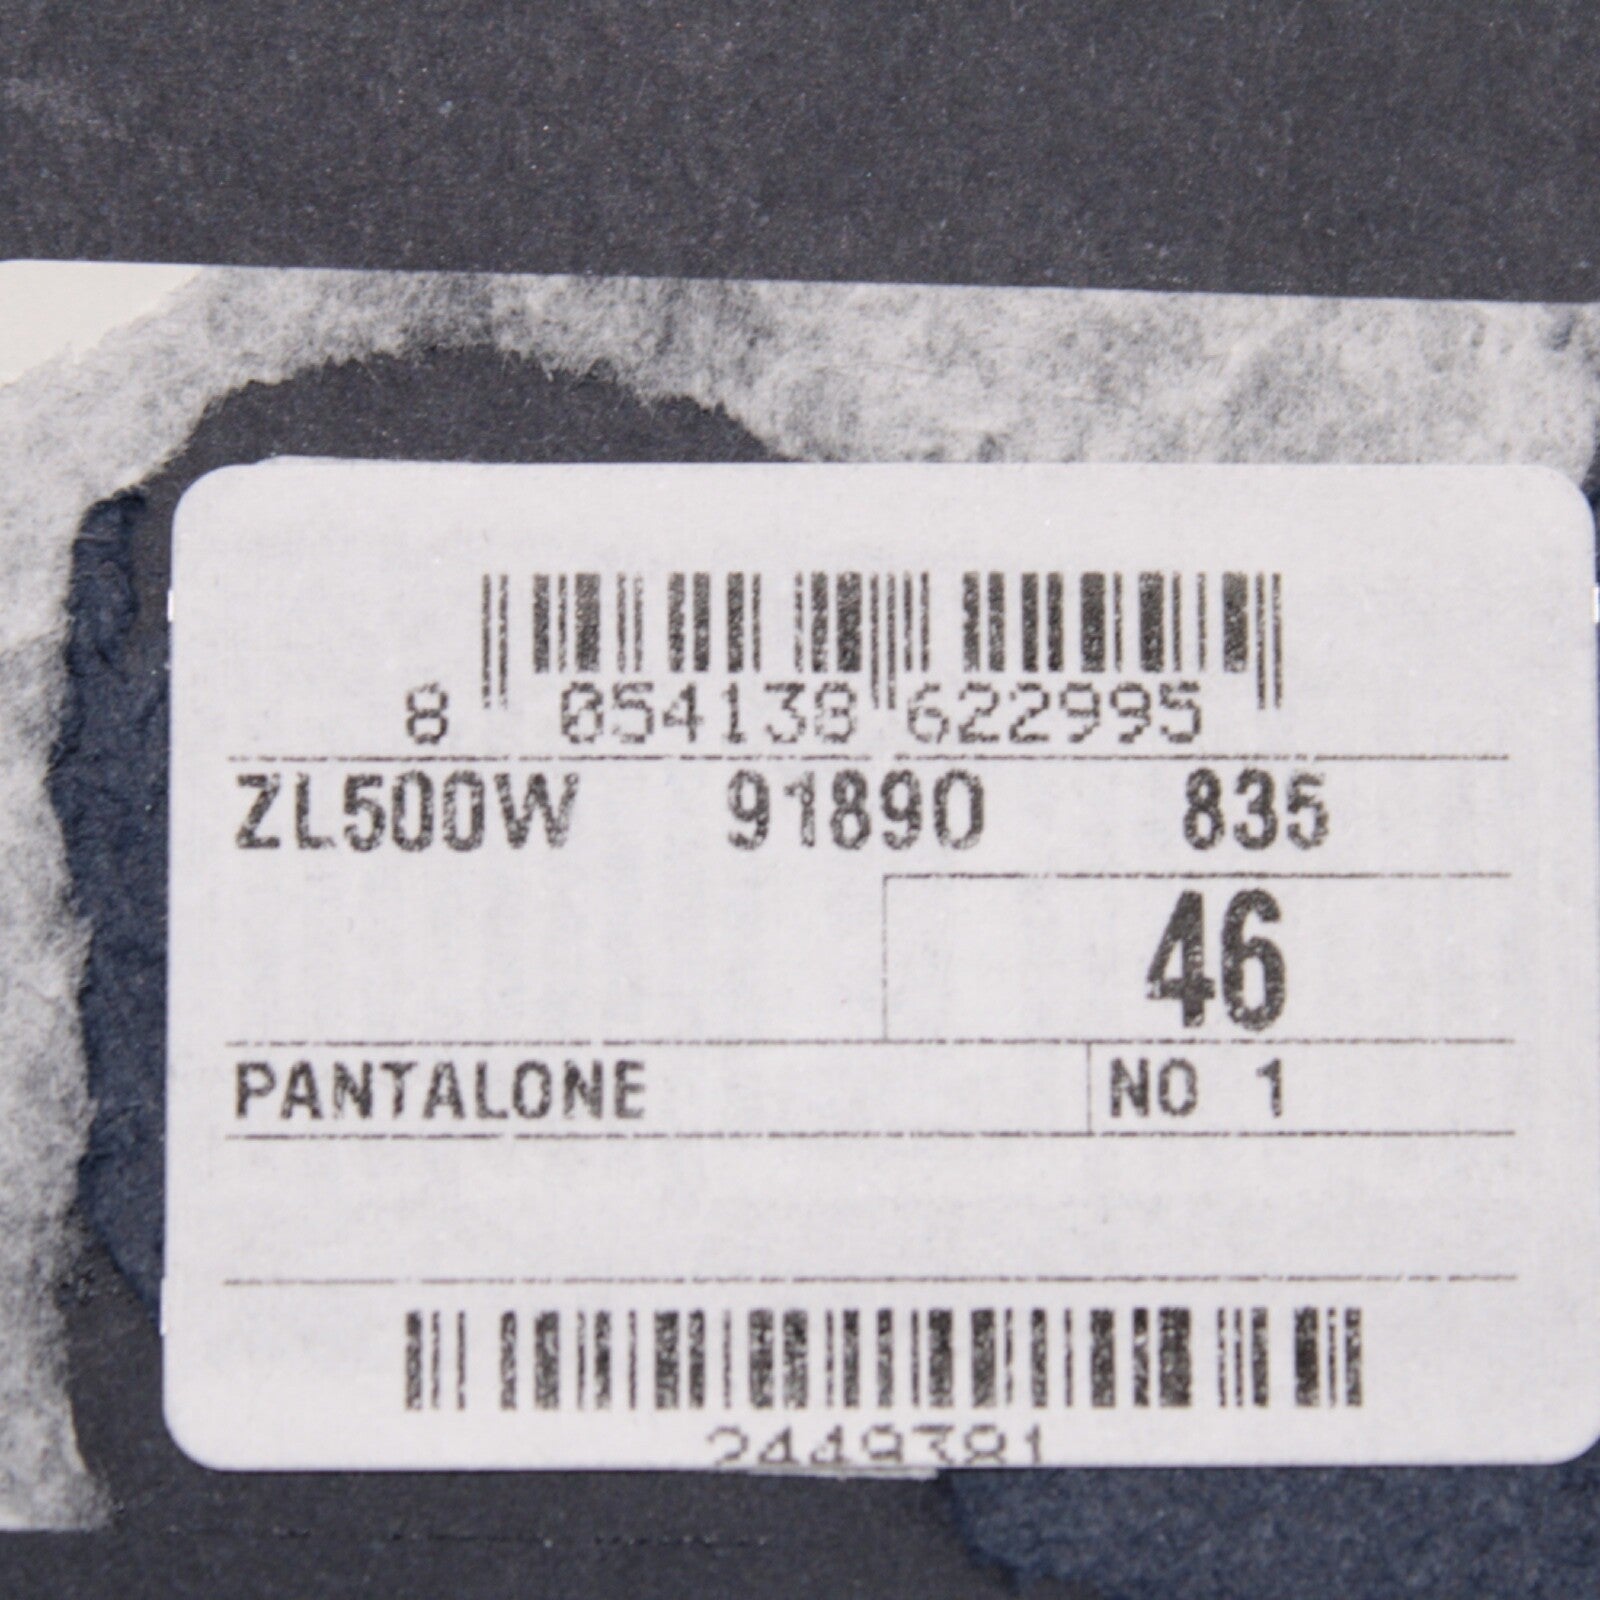 8 054138 622995
ZL500W 91890 835
46
PANTALONE NO 1
2449381